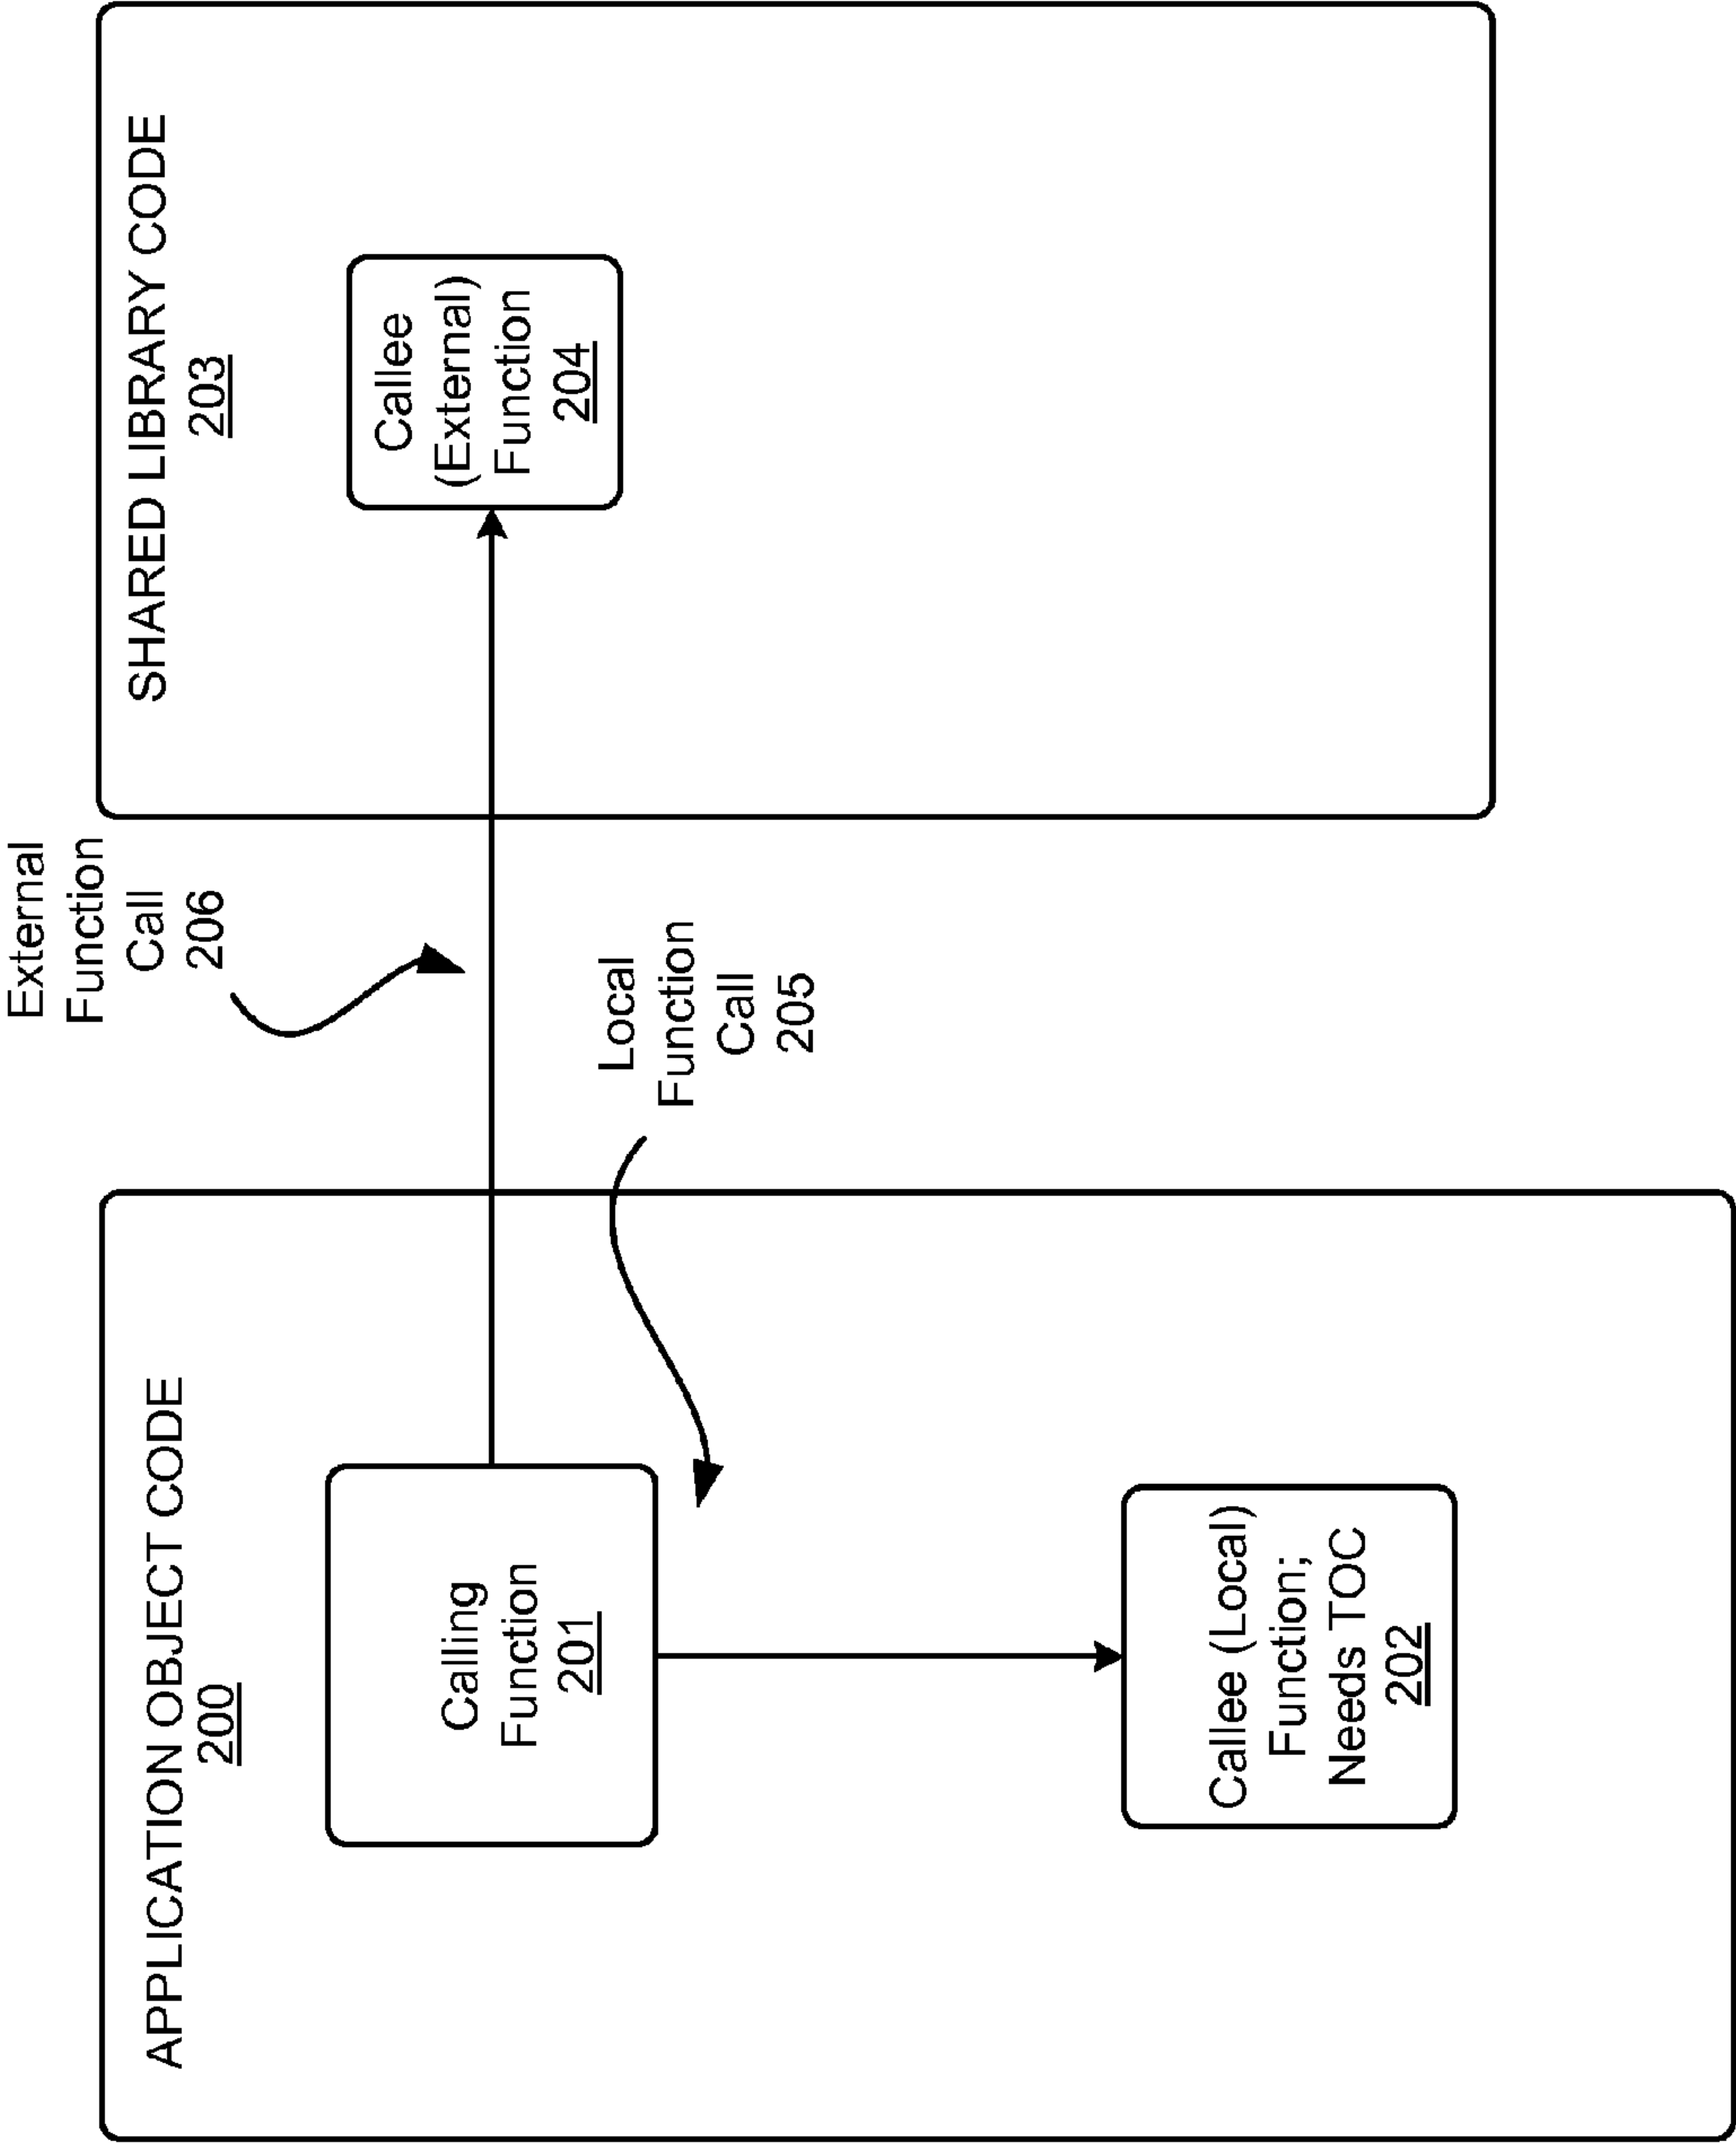 APPLICATION OBJECT CODE
200
Calling
Function
201
Callee (Local)
Function;
Needs TOC
202
External
Function
Call
206
Local
Function
Call
205
SHARED LIBRARY CODE
203
Callee
(External)
Function
204